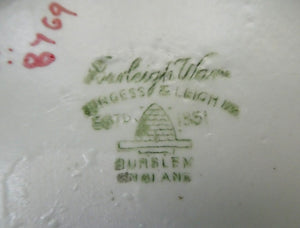 8769
Burleigh Ware
BURGESS & LEIGH LTD
ESTD. 1851
BURSLEM
ENGLAND